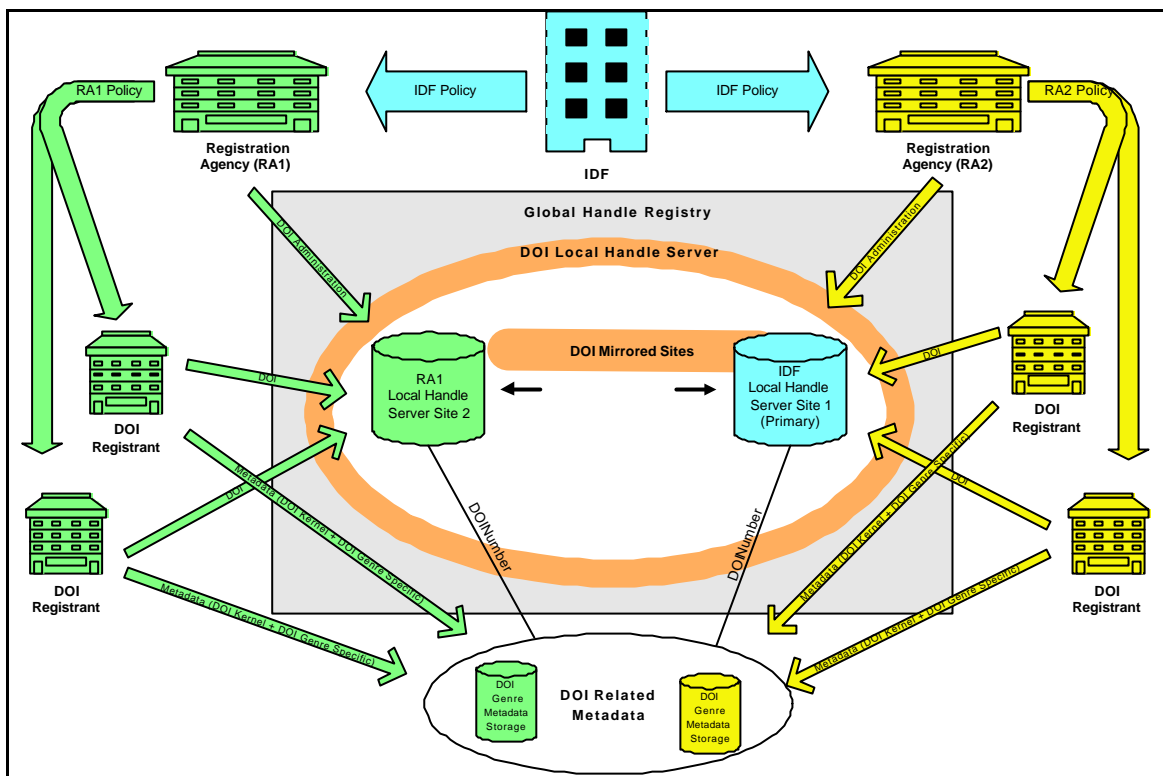 RA1 Policy
IDF Policy
IDF Policy
RA2 Policy
Registration
Agency (RA1)
IDF
Registration
Agency (RA2)
Global Handle Registry
DOI Local Handle Server
DOI Administration
DOI Administration
DOI Mirrored Sites
RA1
Local Handle
Server Site 2
IDF
Local Handle
Server Site 1
(Primary)
DOI
DOI
DOI
Registrant
DOI
Registrant
DOI
DOI
Metadata (DOI Kernel + DOI Genre Specific)
Metadata (DOI Kernel + DOI Genre Specific)
DOINumber
DOINumber
DOI
Registrant
DOI
Registrant
Metadata (DOI Kernel + DOI Genre Specific)
Metadata (DOI Kernel + DOI Genre Specific)
DOI
Genre
Metadata
Storage
DOI Related
Metadata
DOI
Genre
Metadata
Storage